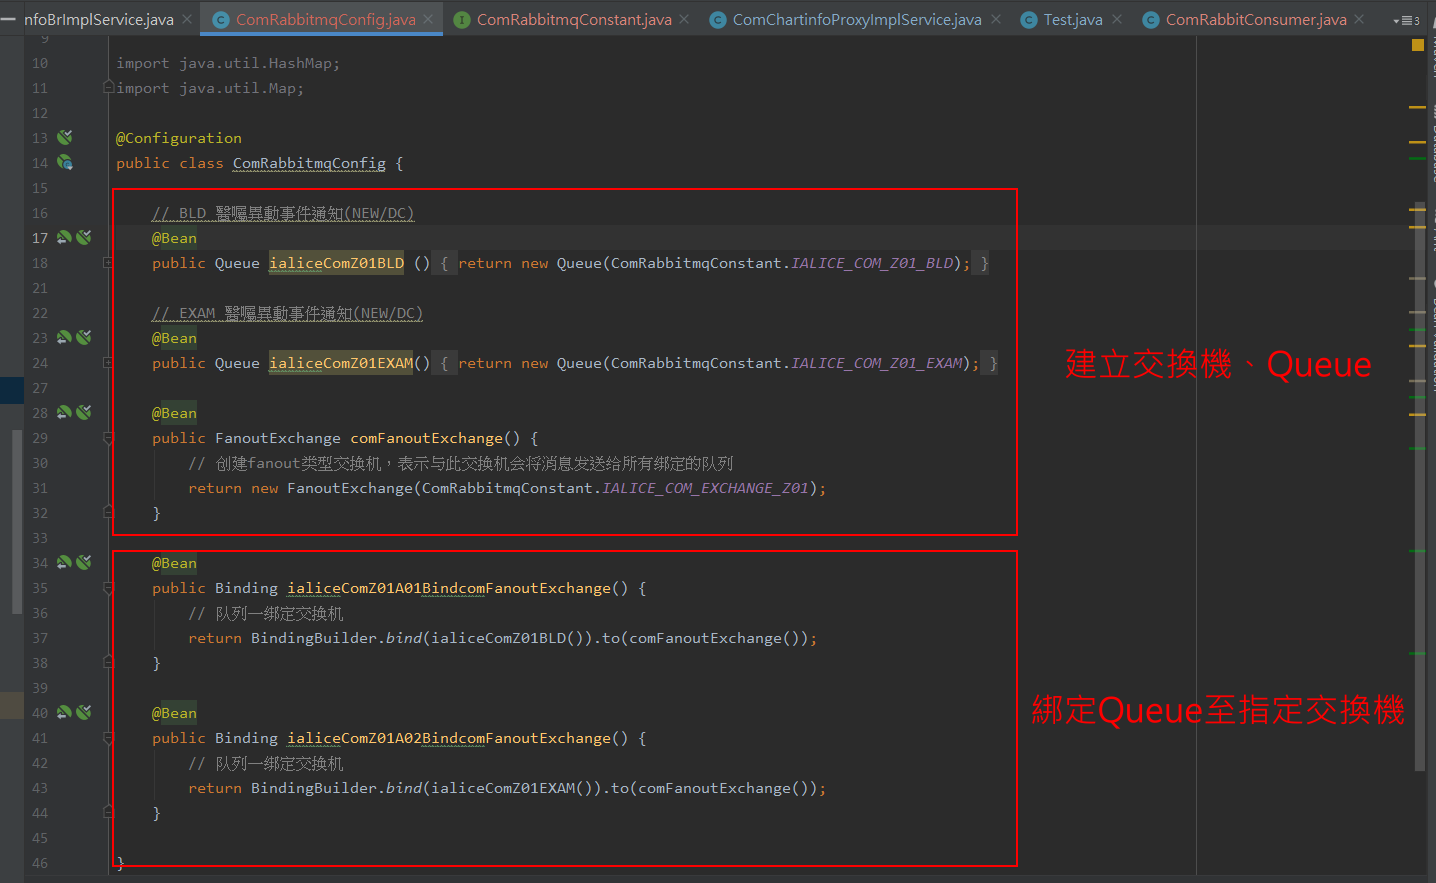 nfoBrImplService.java
ComRabbitmqConfig.java
ComRabbitmqConstant.java
ComChartinfoProxyImplService.java
Test.java
ComRabbitConsumer.java
3
9
10 import java.util.HashMap;
11 import java.util.Map;
12
13 @Configuration
14 public class ComRabbitmqConfig {
15
16 // BLD 醫囑異動事件通知(NEW/DC)
17 @Bean
18 public Queue ialiceComZ01BLD () { return new Queue(ComRabbitmqConstant.IALICE_COM_Z01_BLD); }
21
22 // EXAM 醫囑異動事件通知(NEW/DC)
23 @Bean
24 public Queue ialiceComZ01EXAM() { return new Queue(ComRabbitmqConstant.IALICE_COM_Z01_EXAM); }
27
28 @Bean
29 public FanoutExchange comFanoutExchange() {
30 // 创建fanout类型交换机，表示与此交换机会将消息发送给所有绑定的队列
31 return new FanoutExchange(ComRabbitmqConstant.IALICE_COM_EXCHANGE_Z01);
32 }
33
建立交換機、Queue
34 @Bean
35 public Binding ialiceComZ01A01BindcomFanoutExchange() {
36 // 队列一绑定交换机
37 return BindingBuilder.bind(ialiceComZ01BLD()).to(comFanoutExchange());
38 }
39
40 @Bean
41 public Binding ialiceComZ01A02BindcomFanoutExchange() {
42 // 队列一绑定交换机
43 return BindingBuilder.bind(ialiceComZ01EXAM()).to(comFanoutExchange());
44 }
45
46 }
綁定Queue至指定交換機